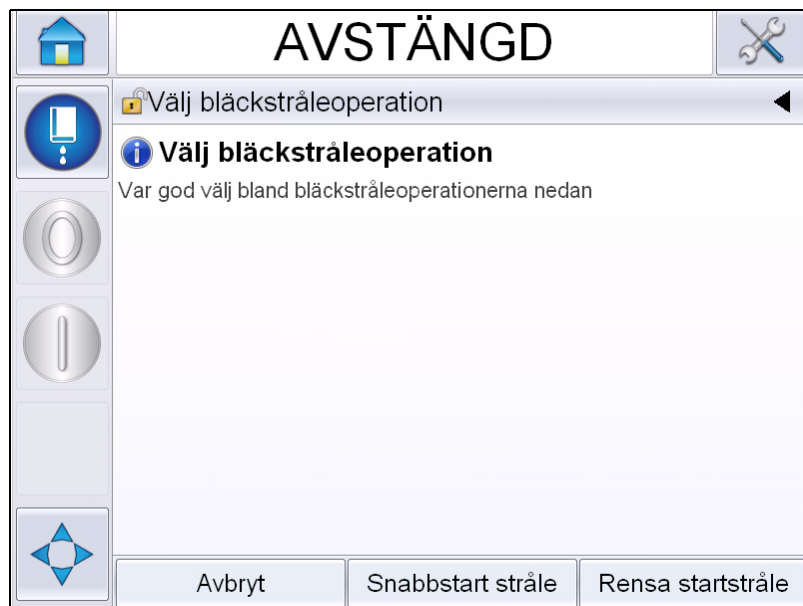 AVSTÄNGD
Välj bläckstråleoperation
Välj bläckstråleoperation
Var god välj bland bläckstråleoperationerna nedan
Avbryt
Snabbstart stråle
Rensa startstråle